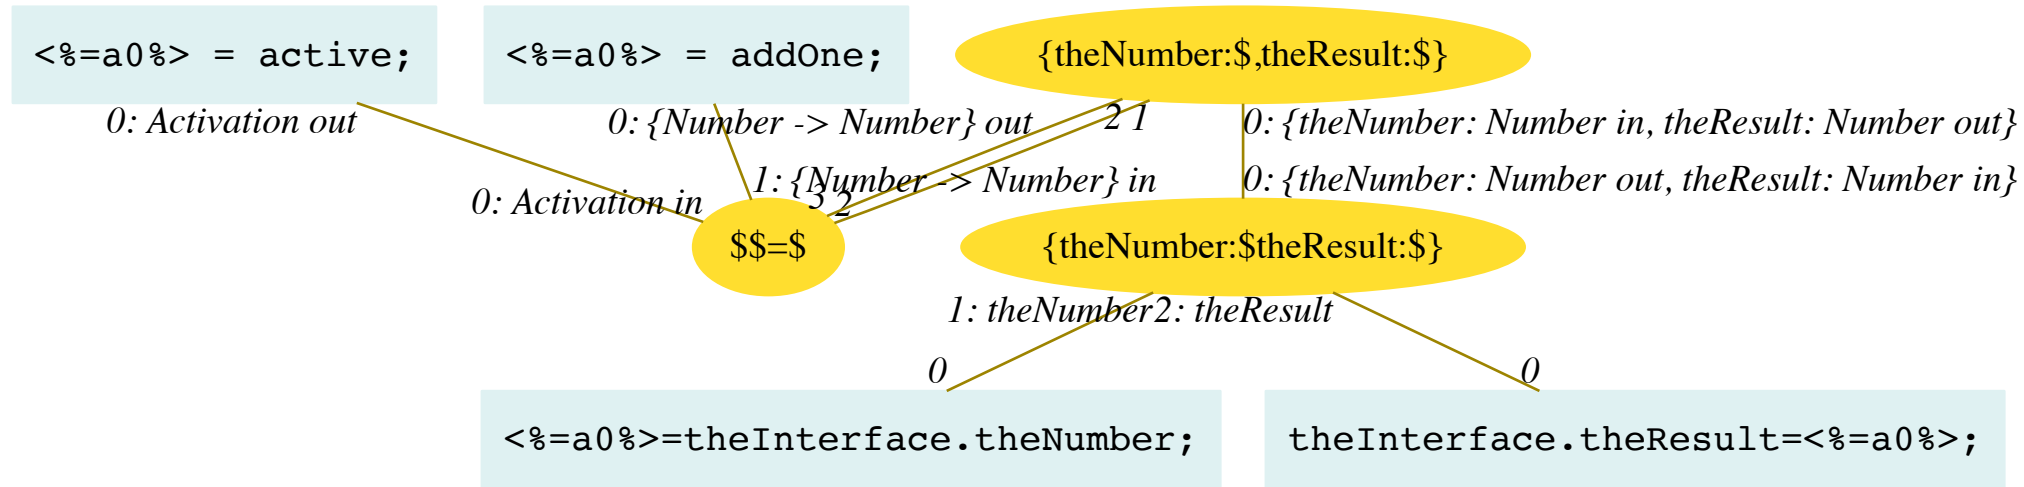 <%=a0%> = active;
<%=a0%> = addOne;
{theNumber:$,theResult:$}
0: Activation out
0: {Number -> Number} out
2
1
0: {theNumber: Number in, theResult: Number out}
0: Activation in
1: {Number -> Number} in
3
2
0: {theNumber: Number out, theResult: Number in}
$$=$
{theNumber:$theResult:$}
1: theNumber
2: theResult
0
0
<%=a0%>=theInterface.theNumber;
theInterface.theResult=<%=a0%>;